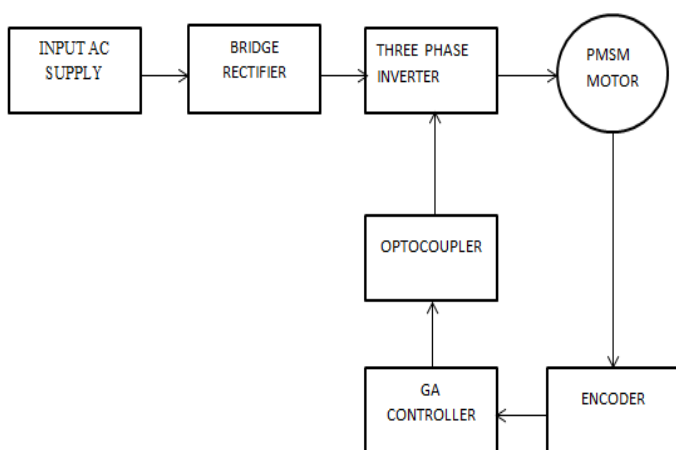 INPUT AC
SUPPLY
BRIDGE
RECTIFIER
THREE PHASE
INVERTER
PMSM
MOTOR
OPTOCOUPLER
GA
CONTROLLER
ENCODER